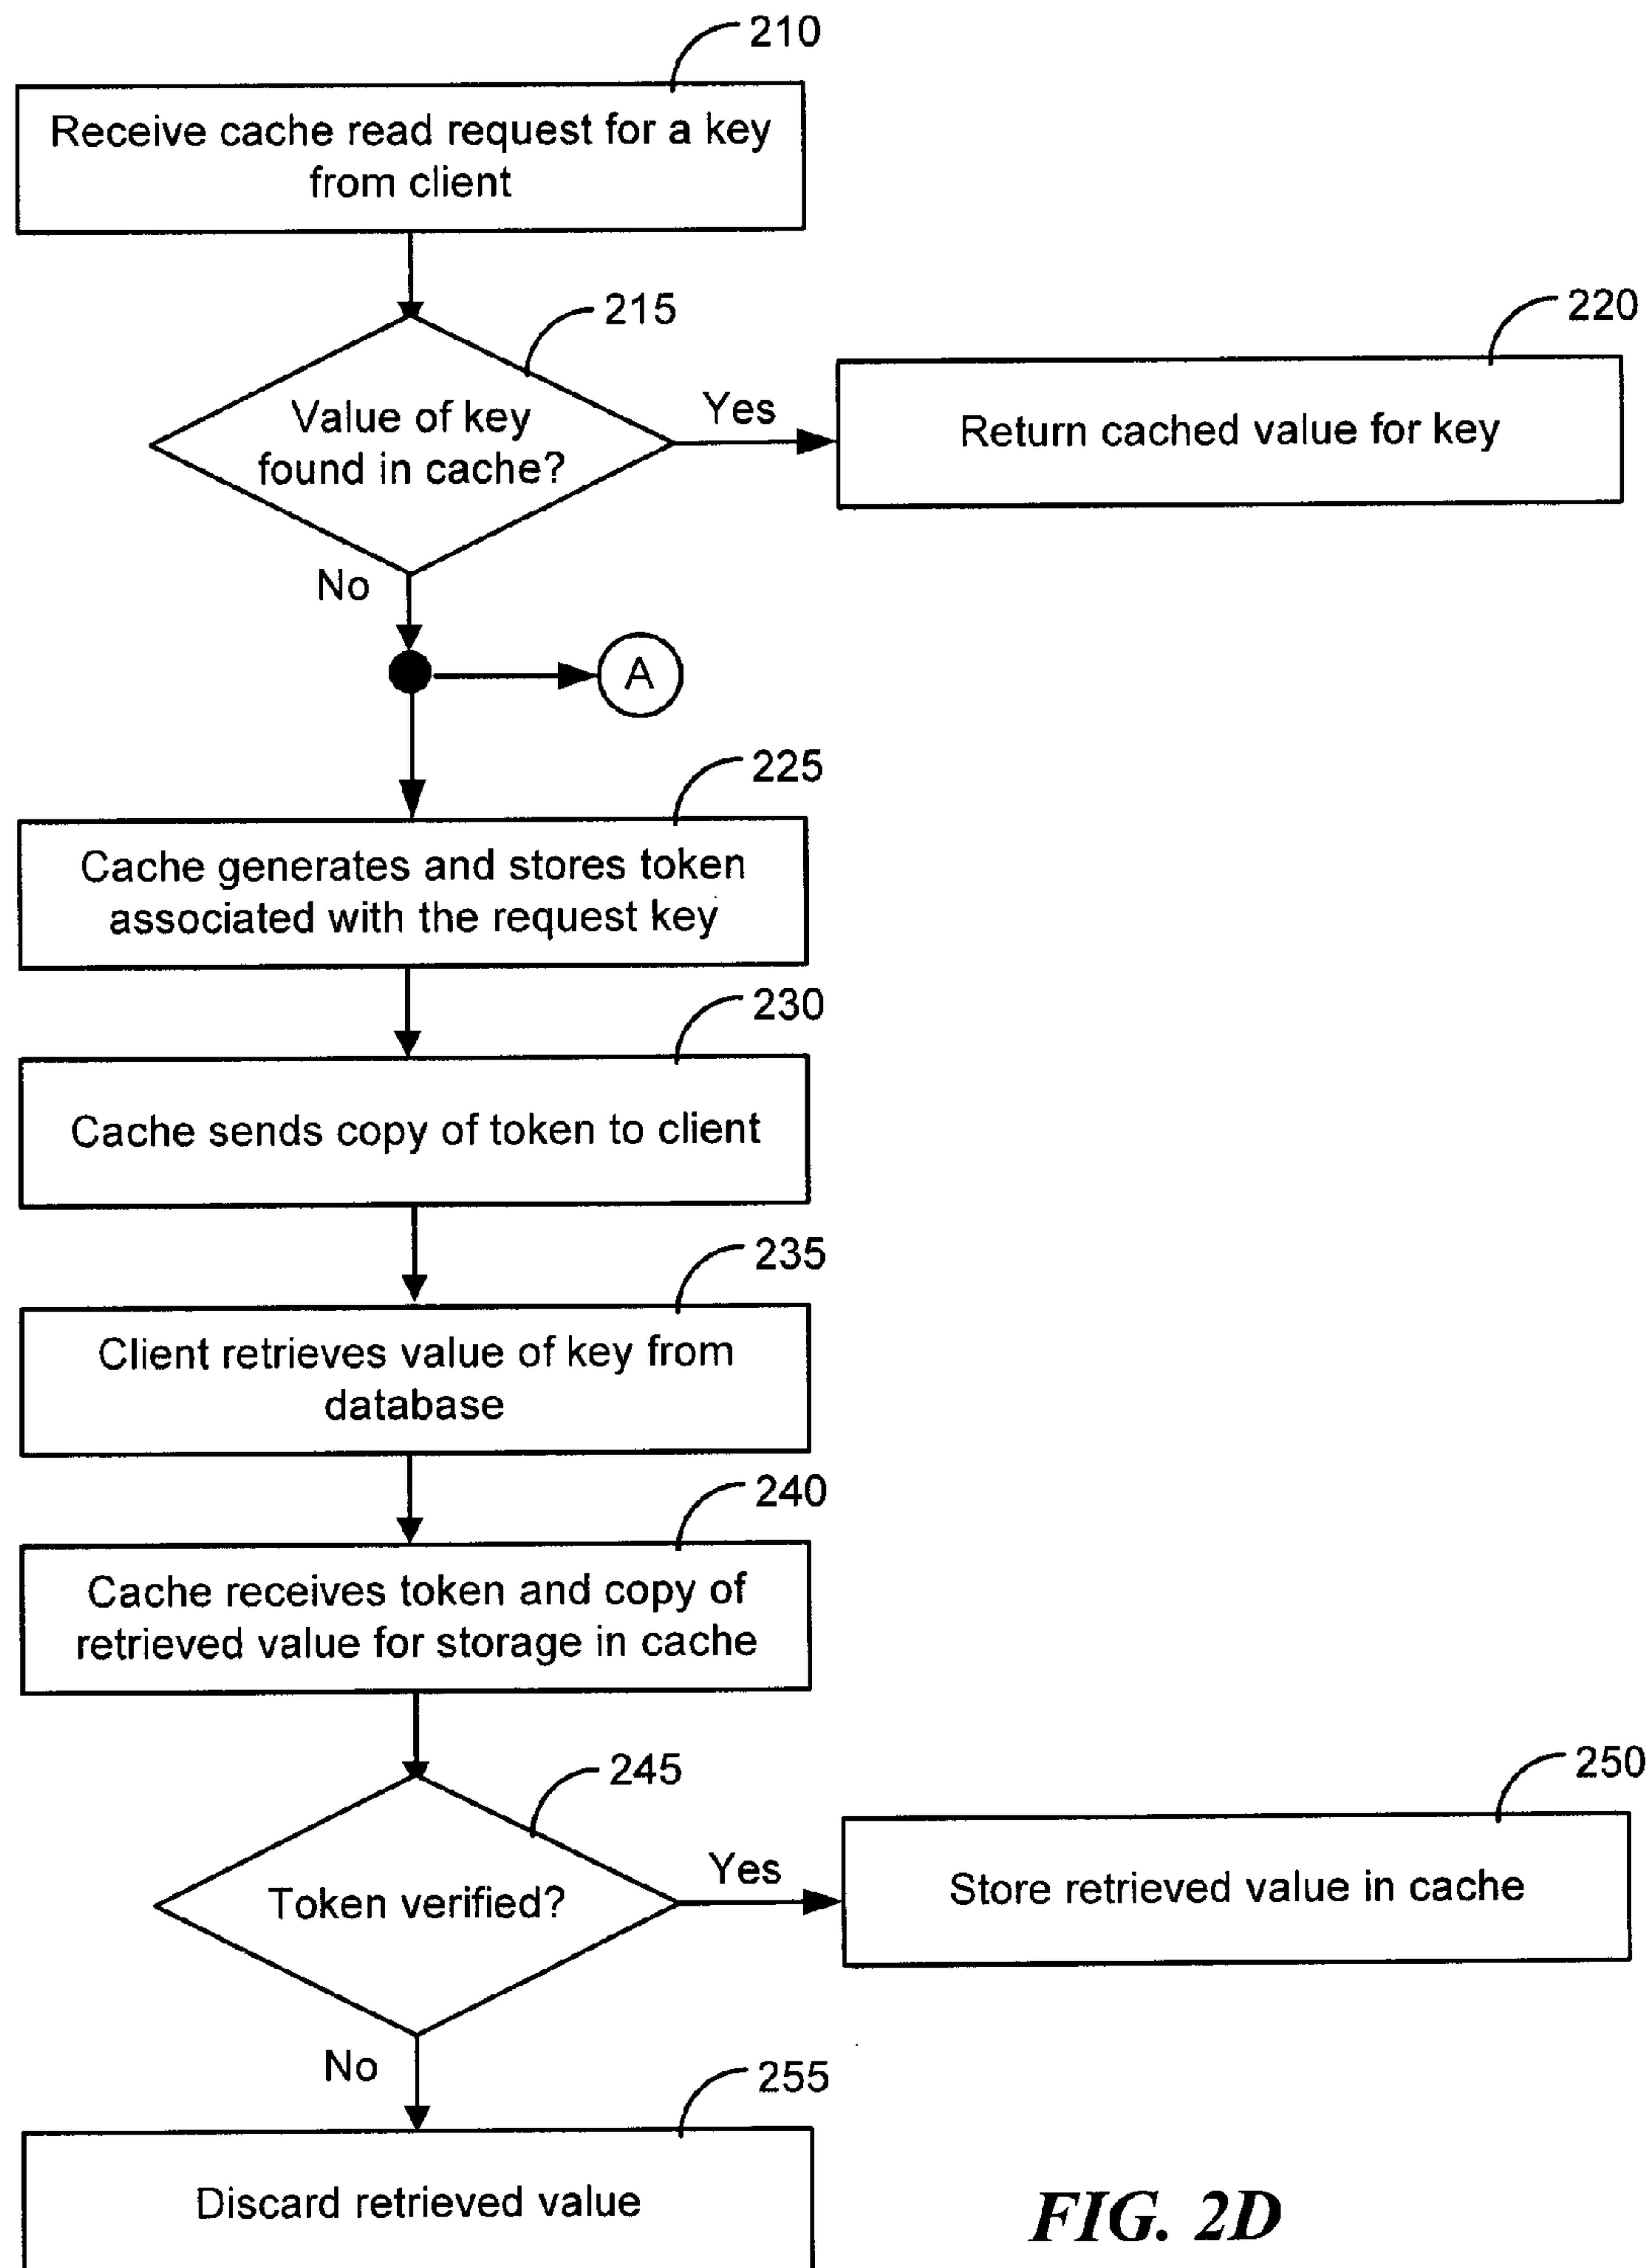 210
Receive cache read request for a key
from client
215
220
Value of key
found in cache?
Yes
Return cached value for key
No
A
225
Cache generates and stores token
associated with the request key
230
Cache sends copy of token to client
235
Client retrieves value of key from
database
240
Cache receives token and copy of
retrieved value for storage in cache
245
250
Token verified?
Yes
Store retrieved value in cache
No
255
Discard retrieved value
FIG. 2D